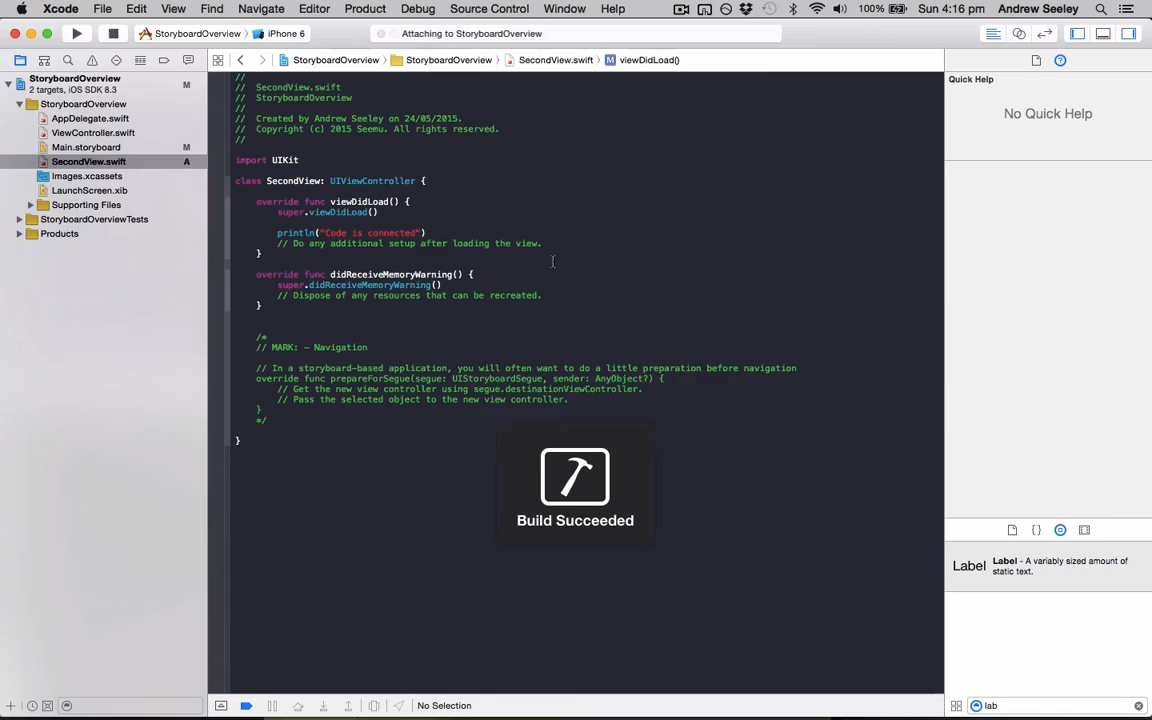 Xcode File Edit View Find Navigate Editor Product Debug Source Control Window Help 100% Sun 4:16 pm Andrew Seeley
StoryboardOverview iPhone 6 Attaching to StoryboardOverview
StoryboardOverview StoryboardOverview SecondView.swift M viewDidLoad()
StoryboardOverview M
2 targets, iOS SDK 8.3
StoryboardOverview
AppDelegate.swift
ViewController.swift
Main.storyboard M
SecondView.swift A
Images.xcassets
LaunchScreen.xib
Supporting Files
StoryboardOverviewTests
Products
//
// SecondView.swift
// StoryboardOverview
//
// Created by Andrew Seeley on 24/05/2015.
// Copyright (c) 2015 Seemu. All rights reserved.
//
import UIKit
class SecondView: UIViewController {
override func viewDidLoad() {
super.viewDidLoad()
println("Code is connected")
// Do any additional setup after loading the view.
}
override func didReceiveMemoryWarning() {
super.didReceiveMemoryWarning()
// Dispose of any resources that can be recreated.
}
/*
// MARK: - Navigation
// In a storyboard-based application, you will often want to do a little preparation before navigation
override func prepareForSegue(segue: UIStoryboardSegue, sender: AnyObject?) {
// Get the new view controller using segue.destinationViewController.
// Pass the selected object to the new view controller.
}
*/
}
Build Succeeded
Quick Help
No Quick Help
Label Label - A variably sized amount of
static text.
No Selection
lab